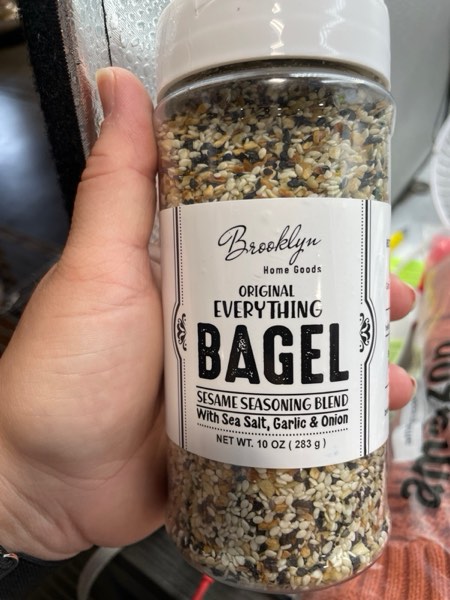 Brooklyn
Home Goods
ORIGINAL
EVERYTHING
BAGEL
SESAME SEASONING BLEND
With Sea Salt, Garlic & Onion
NET WT. 10 OZ ( 283 g )
amazon